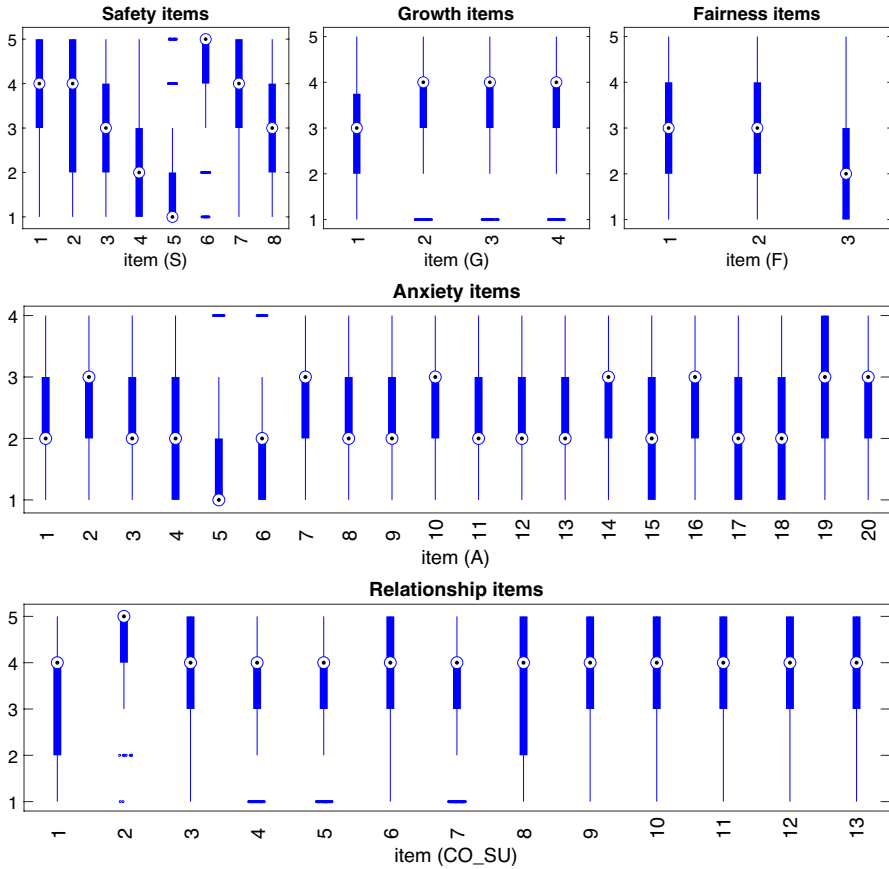 Safety items
5
4
3
2
1
1 2 3 4 5 6 7 8
item (S)
Growth items
5
4
3
2
1
1 2 3 4
item (G)
Fairness items
5
4
3
2
1
1 2 3
item (F)
Anxiety items
4
3
2
1
1 2 3 4 5 6 7 8 9 10 11 12 13 14 15 16 17 18 19 20
item (A)
Relationship items
5
4
3
2
1
1 2 3 4 5 6 7 8 9 10 11 12 13
item (CO_SU)